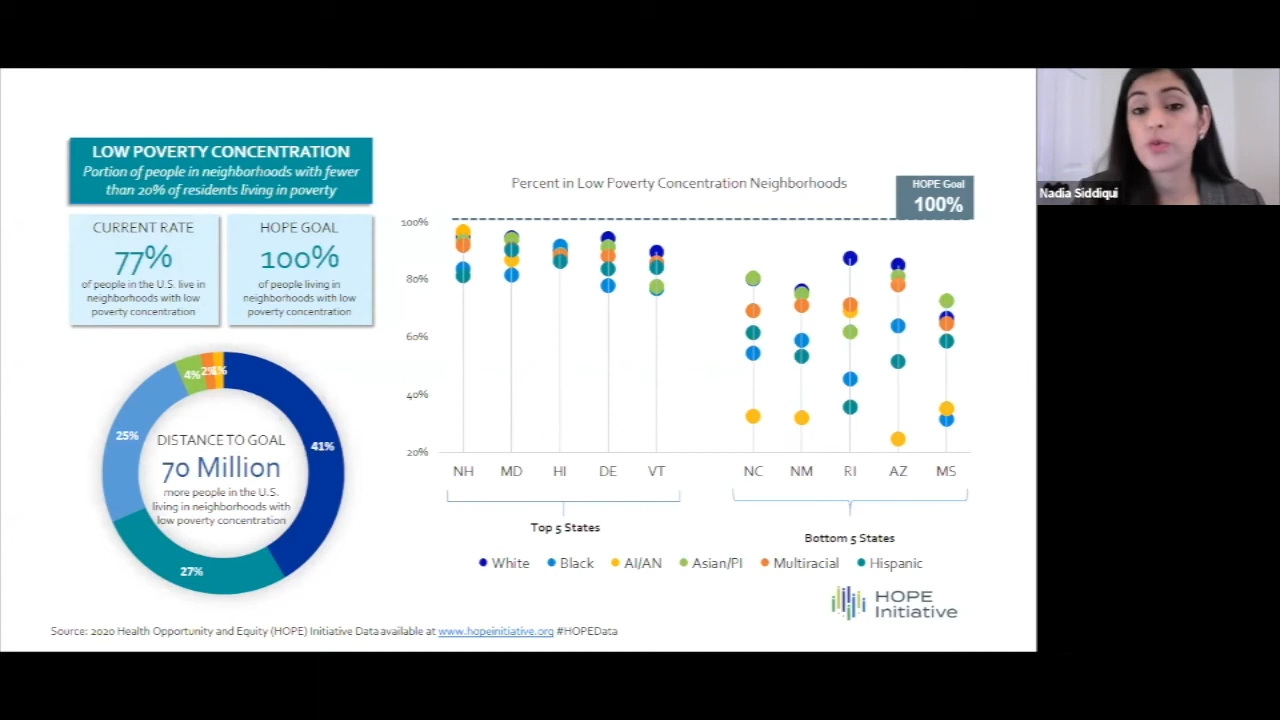 LOW POVERTY CONCENTRATION
Portion of people in neighborhoods with fewer
than 20% of residents living in poverty
CURRENT RATE
77%
of people in the U.S. live in
neighborhoods with low
poverty concentration
HOPE GOAL
100%
of people living in
neighborhoods with low
poverty concentration
4%
2%
1%
25%
41%
27%
DISTANCE TO GOAL
70 Million
more people in the U.S.
living in neighborhoods with
low poverty concentration
Percent in Low Poverty Concentration Neighborhoods
HOPE Goal
100%
100%
80%
60%
40%
20%
NH MD HI DE VT NC NM RI AZ MS
Top 5 States
Bottom 5 States
White Black AI/AN Asian/PI Multiracial Hispanic
HOPE
Initiative
Source: 2020 Health Opportunity and Equity (HOPE) Initiative Data available at www.hopeinitiative.org #HOPEData
Nadia Siddiqui